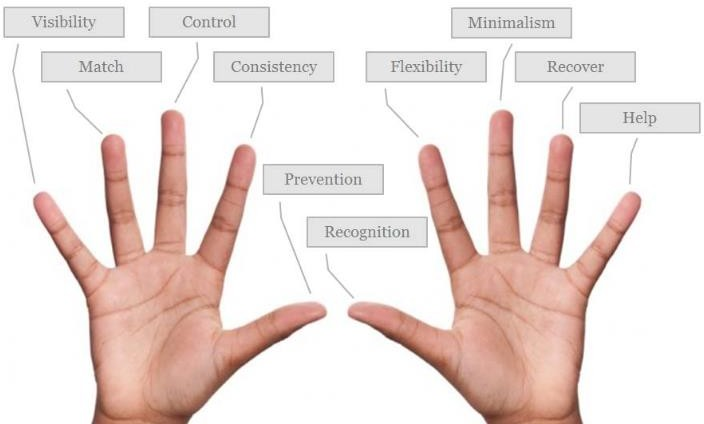 Visibility
Match
Control
Consistency
Prevention
Recognition
Flexibility
Minimalism
Recover
Help